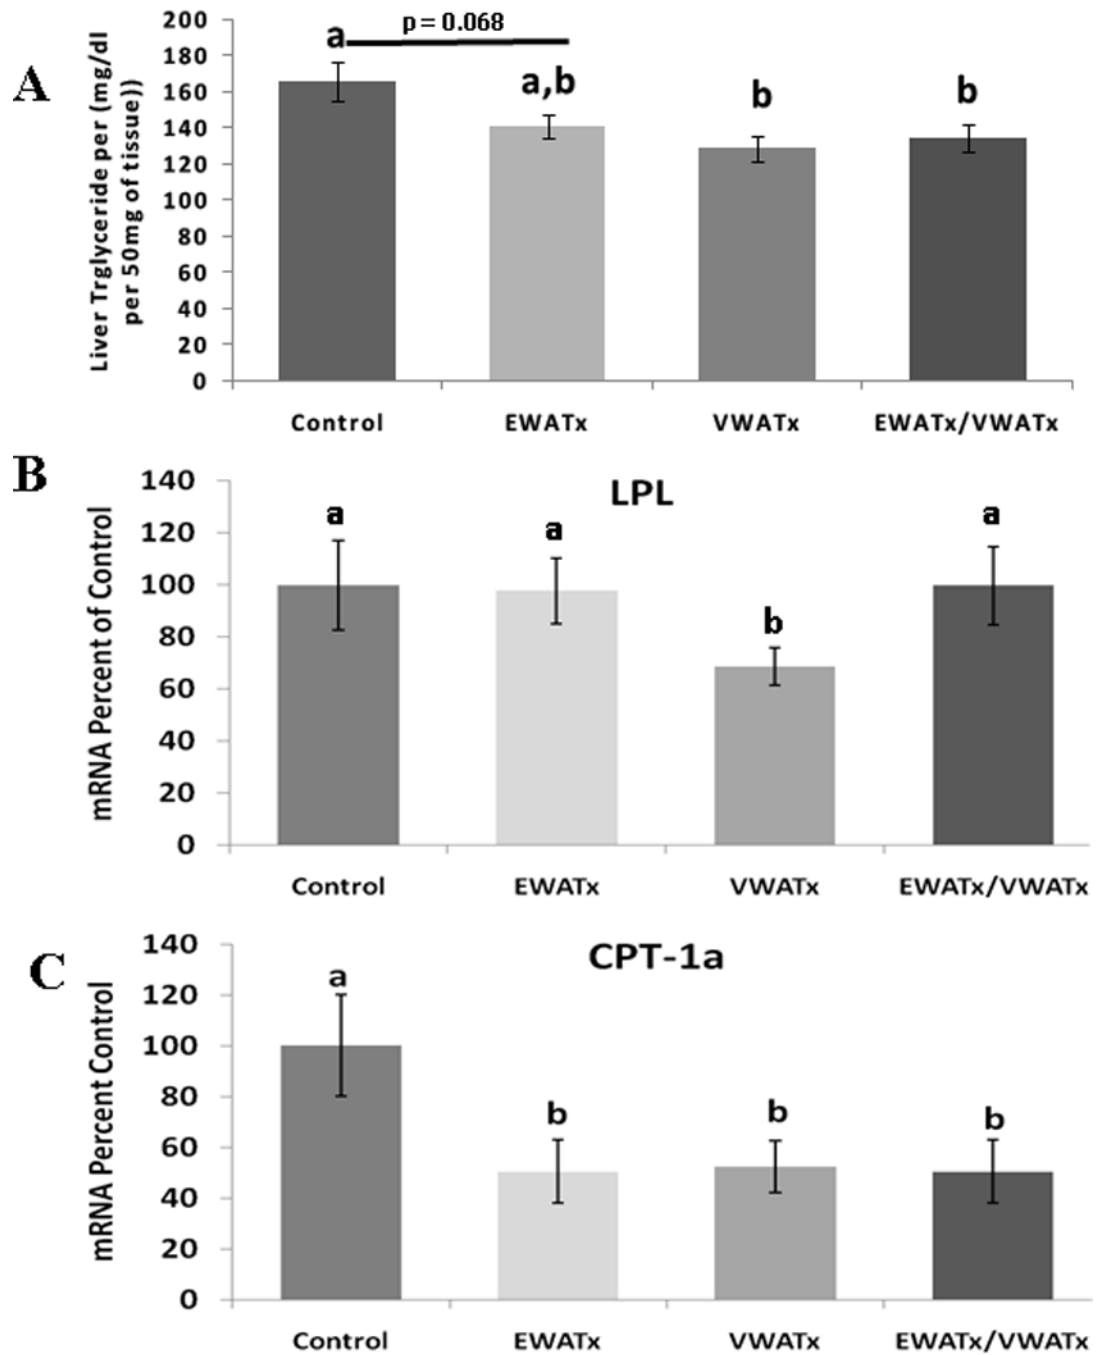 A
Liver Trglyceride per (mg/dl
per 50mg of tissue))
200
180
160
140
120
100
80
60
40
20
0
p = 0.068
a
a,b
b
b
Control
EWATx
VWATx
EWATx/VWATx
B
LPL
mRNA Percent of Control
140
120
100
80
60
40
20
0
a
a
b
a
Control
EWATx
VWATx
EWATx/VWATx
C
CPT-1a
mRNA Percent Control
140
120
100
80
60
40
20
0
a
b
b
b
Control
EWATx
VWATx
EWATx/VWATx